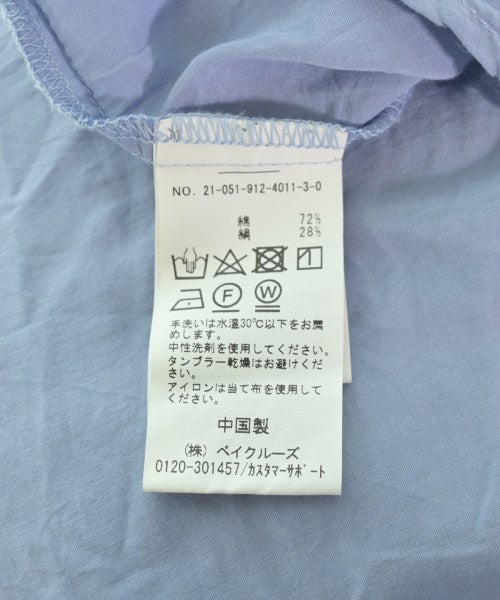 NO. 21-051-912-4011-3-0
綿 72%
絹 28%
F W
手洗いは水温30℃以下をお薦
めします。
中性洗剤を使用してください。
タンブラー乾燥はお避けくださ
い。
アイロンは当て布を使用して
ください。
中国製
(株) ベイクルーズ
0120-301457/カスタマーサポート